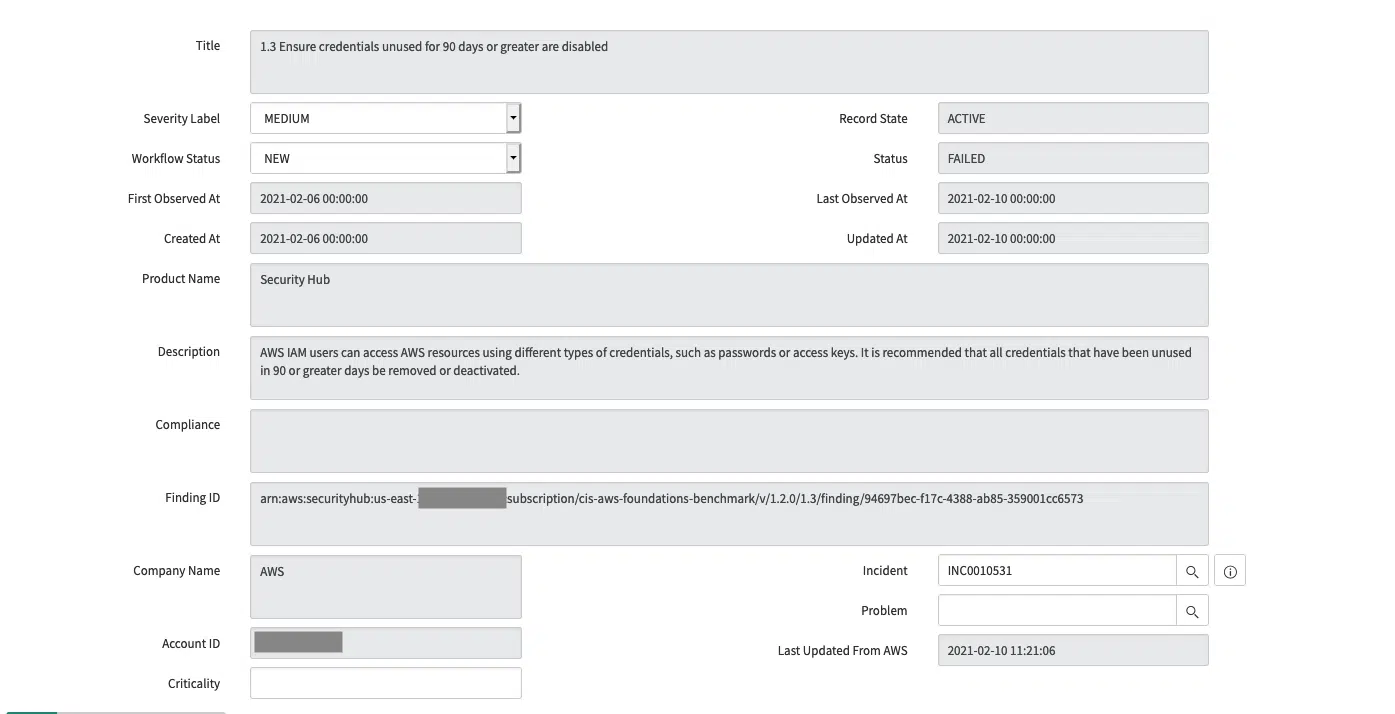 Title
1.3 Ensure credentials unused for 90 days or greater are disabled
Severity Label MEDIUM Record State ACTIVE
Workflow Status NEW Status FAILED
First Observed At 2021-02-06 00:00:00 Last Observed At 2021-02-10 00:00:00
Created At 2021-02-06 00:00:00 Updated At 2021-02-10 00:00:00
Product Name Security Hub
Description AWS IAM users can access AWS resources using different types of credentials, such as passwords or access keys. It is recommended that all credentials that have been unused
in 90 or greater days be removed or deactivated.
Compliance
Finding ID arn:aws:securityhub:us-east- subscription/cis-aws-foundations-benchmark/v/1.2.0/1.3/finding/94697bec-f17c-4388-ab85-359001cc6573
Company Name AWS Incident INC0010531
Problem
Account ID Last Updated From AWS 2021-02-10 11:21:06
Criticality